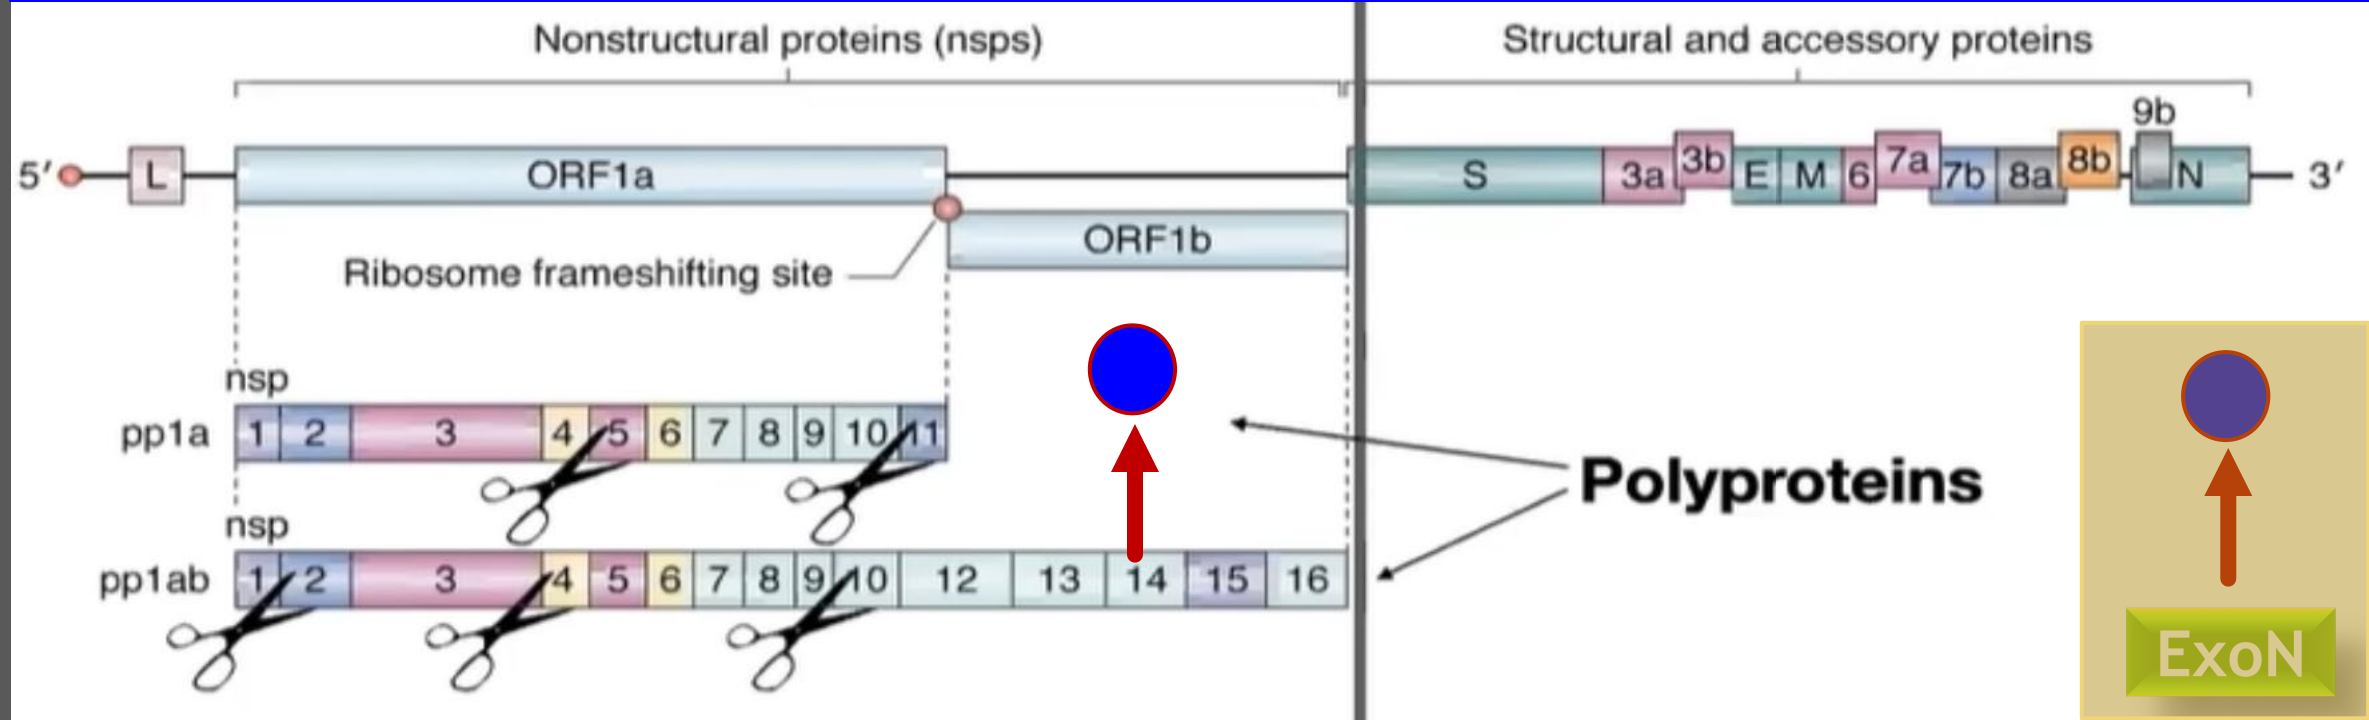 Nonstructural proteins (nsps)
Structural and accessory proteins
9b
5′ L ORF1a S 3a 3b E M 6 7a 7b 8a 8b N 3′
ORF1b
Ribosome frameshifting site
nsp
pp1a 1 2 3 4 5 6 7 8 9 10 11
Polyproteins
nsp
pp1ab 1 2 3 4 5 6 7 8 9 10 12 13 14 15 16
ExoN